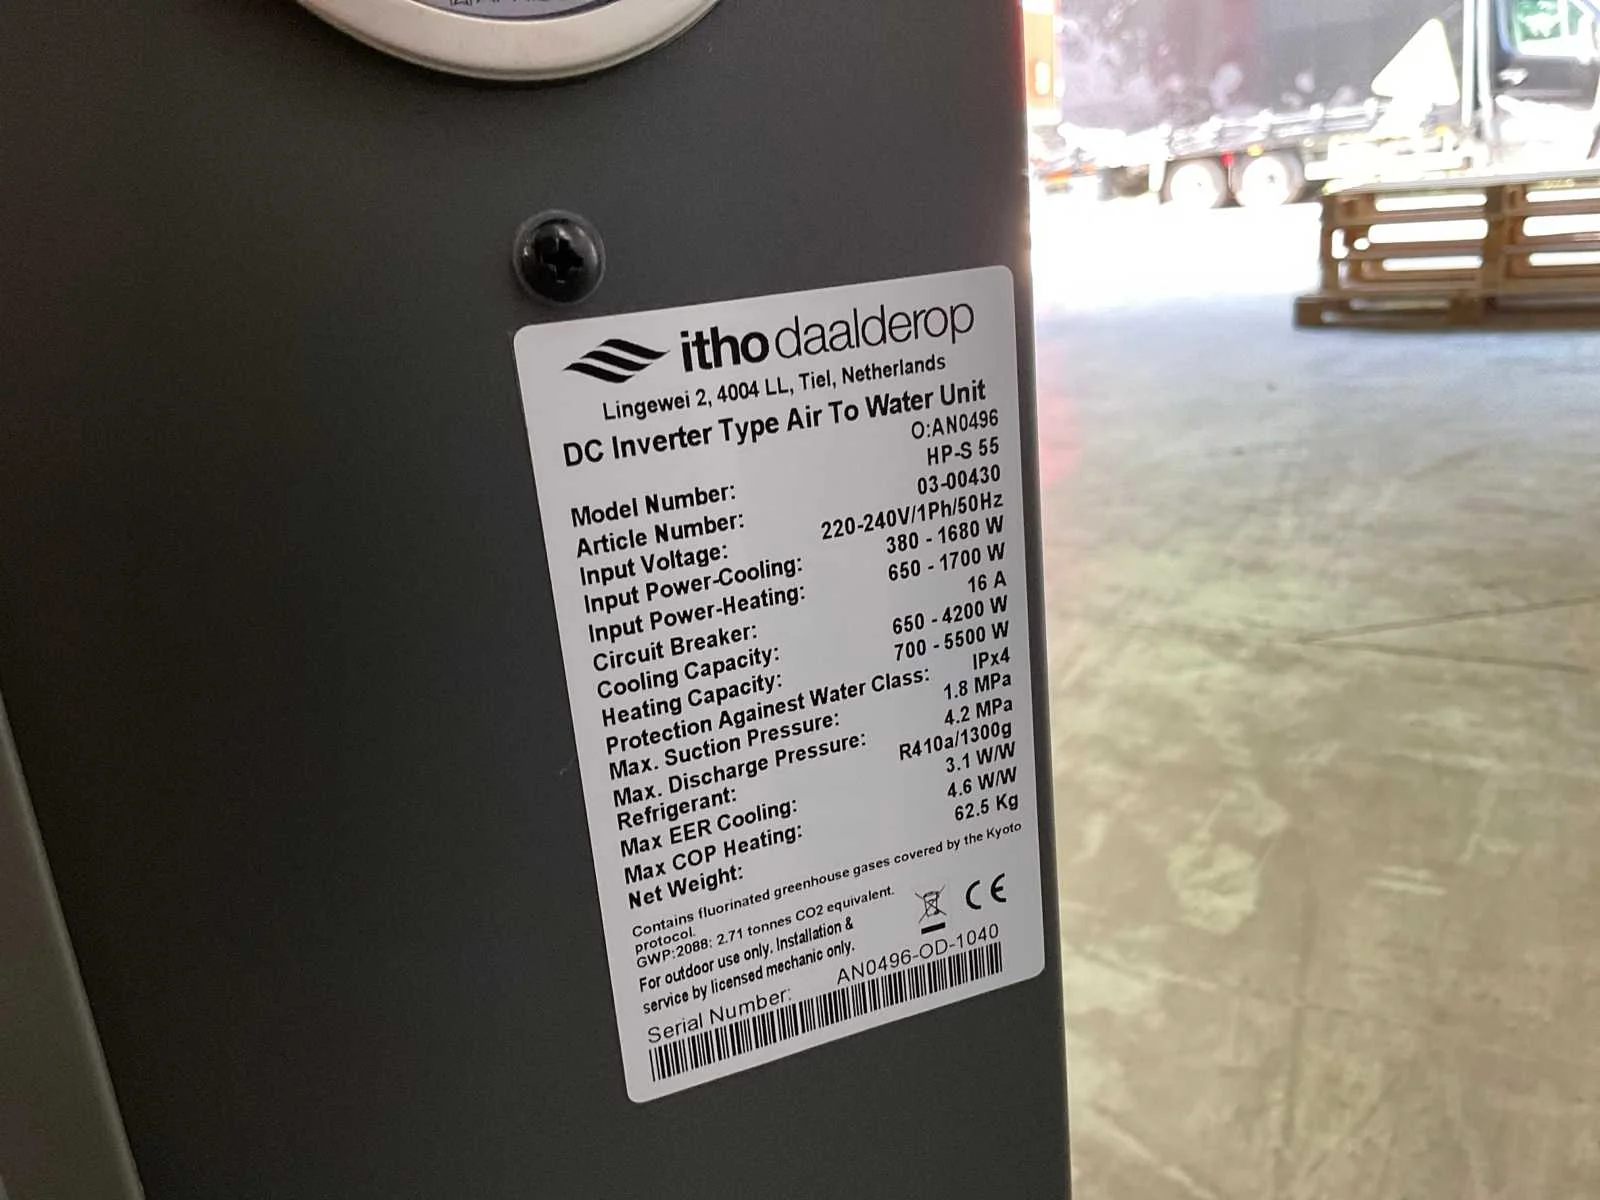 itho daalderop
Lingewei 2, 4004 LL, Tiel, Netherlands
DC Inverter Type Air To Water Unit
O:AN0496
Model Number: HP-S 55
Article Number: 03-00430
Input Voltage: 220-240V/1Ph/50Hz
Input Power-Cooling: 380 - 1680 W
Input Power-Heating: 650 - 1700 W
Circuit Breaker: 16 A
Cooling Capacity: 650 - 4200 W
Heating Capacity: 700 - 5500 W
Protection Againest Water Class: IPx4
Max. Suction Pressure: 1.8 MPa
Max. Discharge Pressure: 4.2 MPa
Refrigerant: R410a/1300g
Max EER Cooling: 3.1 W/W
Max COP Heating: 4.6 W/W
Net Weight: 62.5 Kg
Contains fluorinated greenhouse gases covered by the Kyoto
protocol.
GWP:2088: 2.71 tonnes CO2 equivalent.
For outdoor use only. Installation &
service by licensed mechanic only.
CE
Serial Number: AN0496-OD-1040